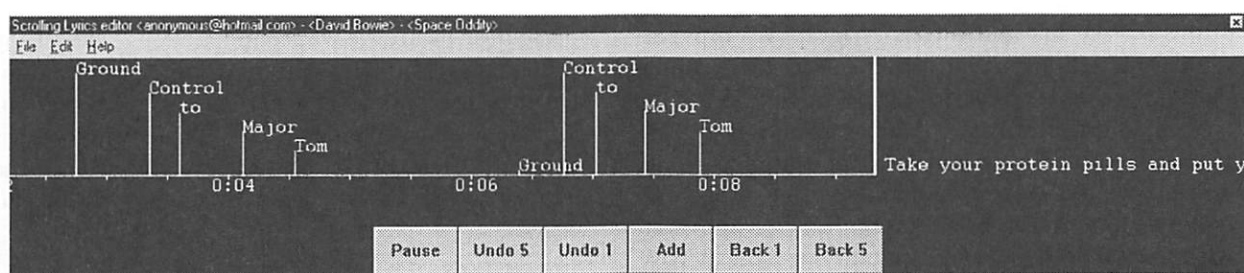 Scrolling Lyrics editor <anonymous@hotmail.com> - <David Bowie> - <Space Oddity>
File Edit Help
Ground Control
Control to
to Major
Major Tom
Tom
Ground Take your protein pills and put y
0:04 0:06 0:08
Pause Undo 5 Undo 1 Add Back 1 Back 5